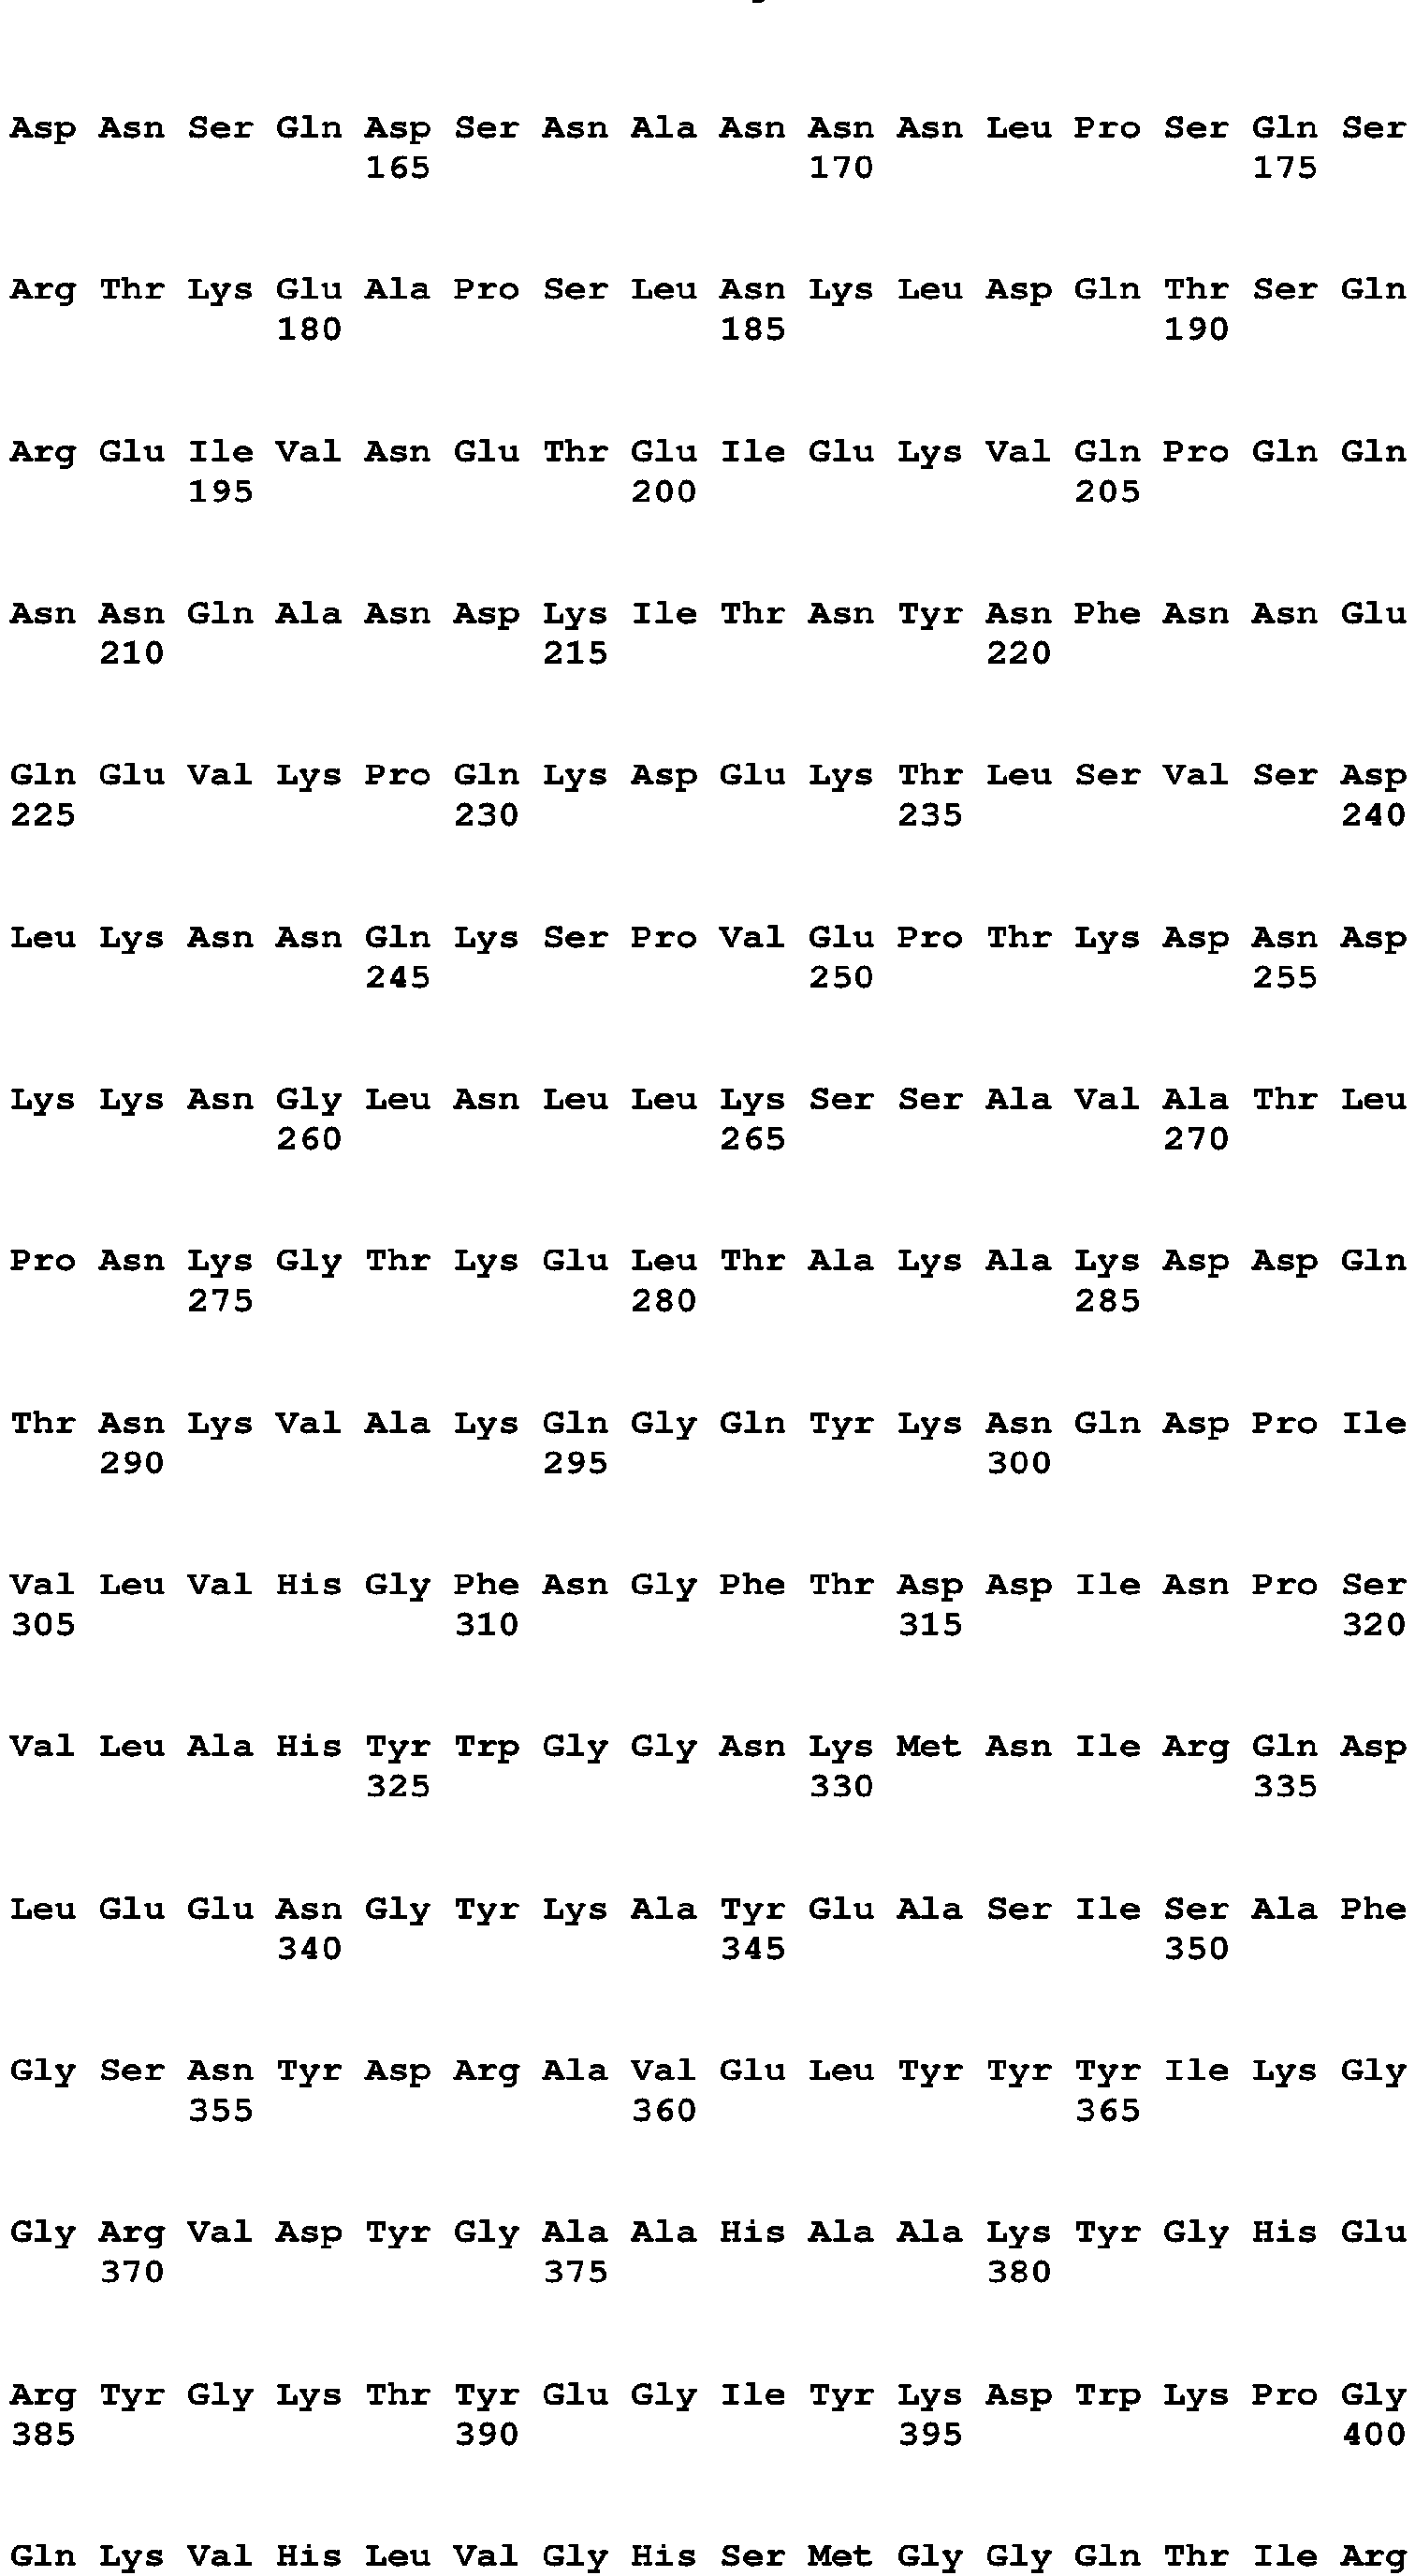 Asp Asn Ser Gln Asp Ser Asn Ala Asn Asn Asn Leu Pro Ser Gln Ser
165 170 175
Arg Thr Lys Glu Ala Pro Ser Leu Asn Lys Leu Asp Gln Thr Ser Gln
180 185 190
Arg Glu Ile Val Asn Glu Thr Glu Ile Glu Lys Val Gln Pro Gln Gln
195 200 205
Asn Asn Gln Ala Asn Asp Lys Ile Thr Asn Tyr Asn Phe Asn Asn Glu
210 215 220
Gln Glu Val Lys Pro Gln Lys Asp Glu Lys Thr Leu Ser Val Ser Asp
225 230 235 240
Leu Lys Asn Asn Gln Lys Ser Pro Val Glu Pro Thr Lys Asp Asn Asp
245 250 255
Lys Lys Asn Gly Leu Asn Leu Leu Lys Ser Ser Ala Val Ala Thr Leu
260 265 270
Pro Asn Lys Gly Thr Lys Glu Leu Thr Ala Lys Ala Lys Asp Asp Gln
275 280 285
Thr Asn Lys Val Ala Lys Gln Gly Gln Tyr Lys Asn Gln Asp Pro Ile
290 295 300
Val Leu Val His Gly Phe Asn Gly Phe Thr Asp Asp Ile Asn Pro Ser
305 310 315 320
Val Leu Ala His Tyr Trp Gly Gly Asn Lys Met Asn Ile Arg Gln Asp
325 330 335
Leu Glu Glu Asn Gly Tyr Lys Ala Tyr Glu Ala Ser Ile Ser Ala Phe
340 345 350
Gly Ser Asn Tyr Asp Arg Ala Val Glu Leu Tyr Tyr Tyr Ile Lys Gly
355 360 365
Gly Arg Val Asp Tyr Gly Ala Ala His Ala Ala Lys Tyr Gly His Glu
370 375 380
Arg Tyr Gly Lys Thr Tyr Glu Gly Ile Tyr Lys Asp Trp Lys Pro Gly
385 390 395 400
Gln Lys Val His Leu Val Gly His Ser Met Gly Gly Gln Thr Ile Arg